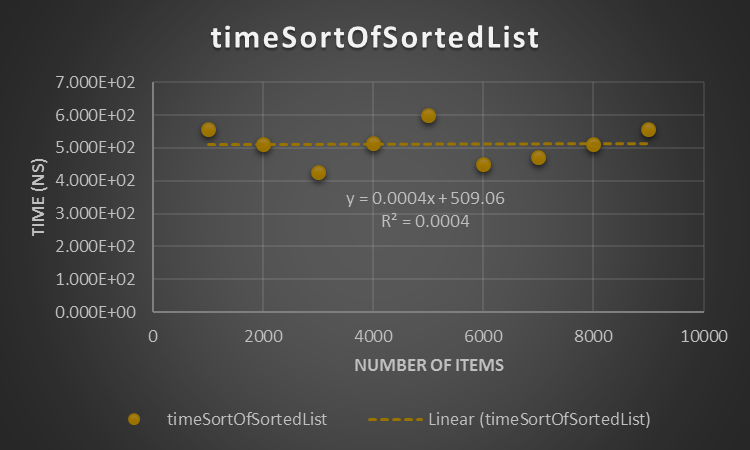 timeSortOfSortedList
7.000E+02
6.000E+02
5.000E+02
4.000E+02
3.000E+02
2.000E+02
1.000E+02
0.000E+00
TIME (NS)
y = 0.0004x + 509.06
R² = 0.0004
0 2000 4000 6000 8000 10000
NUMBER OF ITEMS
timeSortOfSortedList Linear (timeSortOfSortedList)